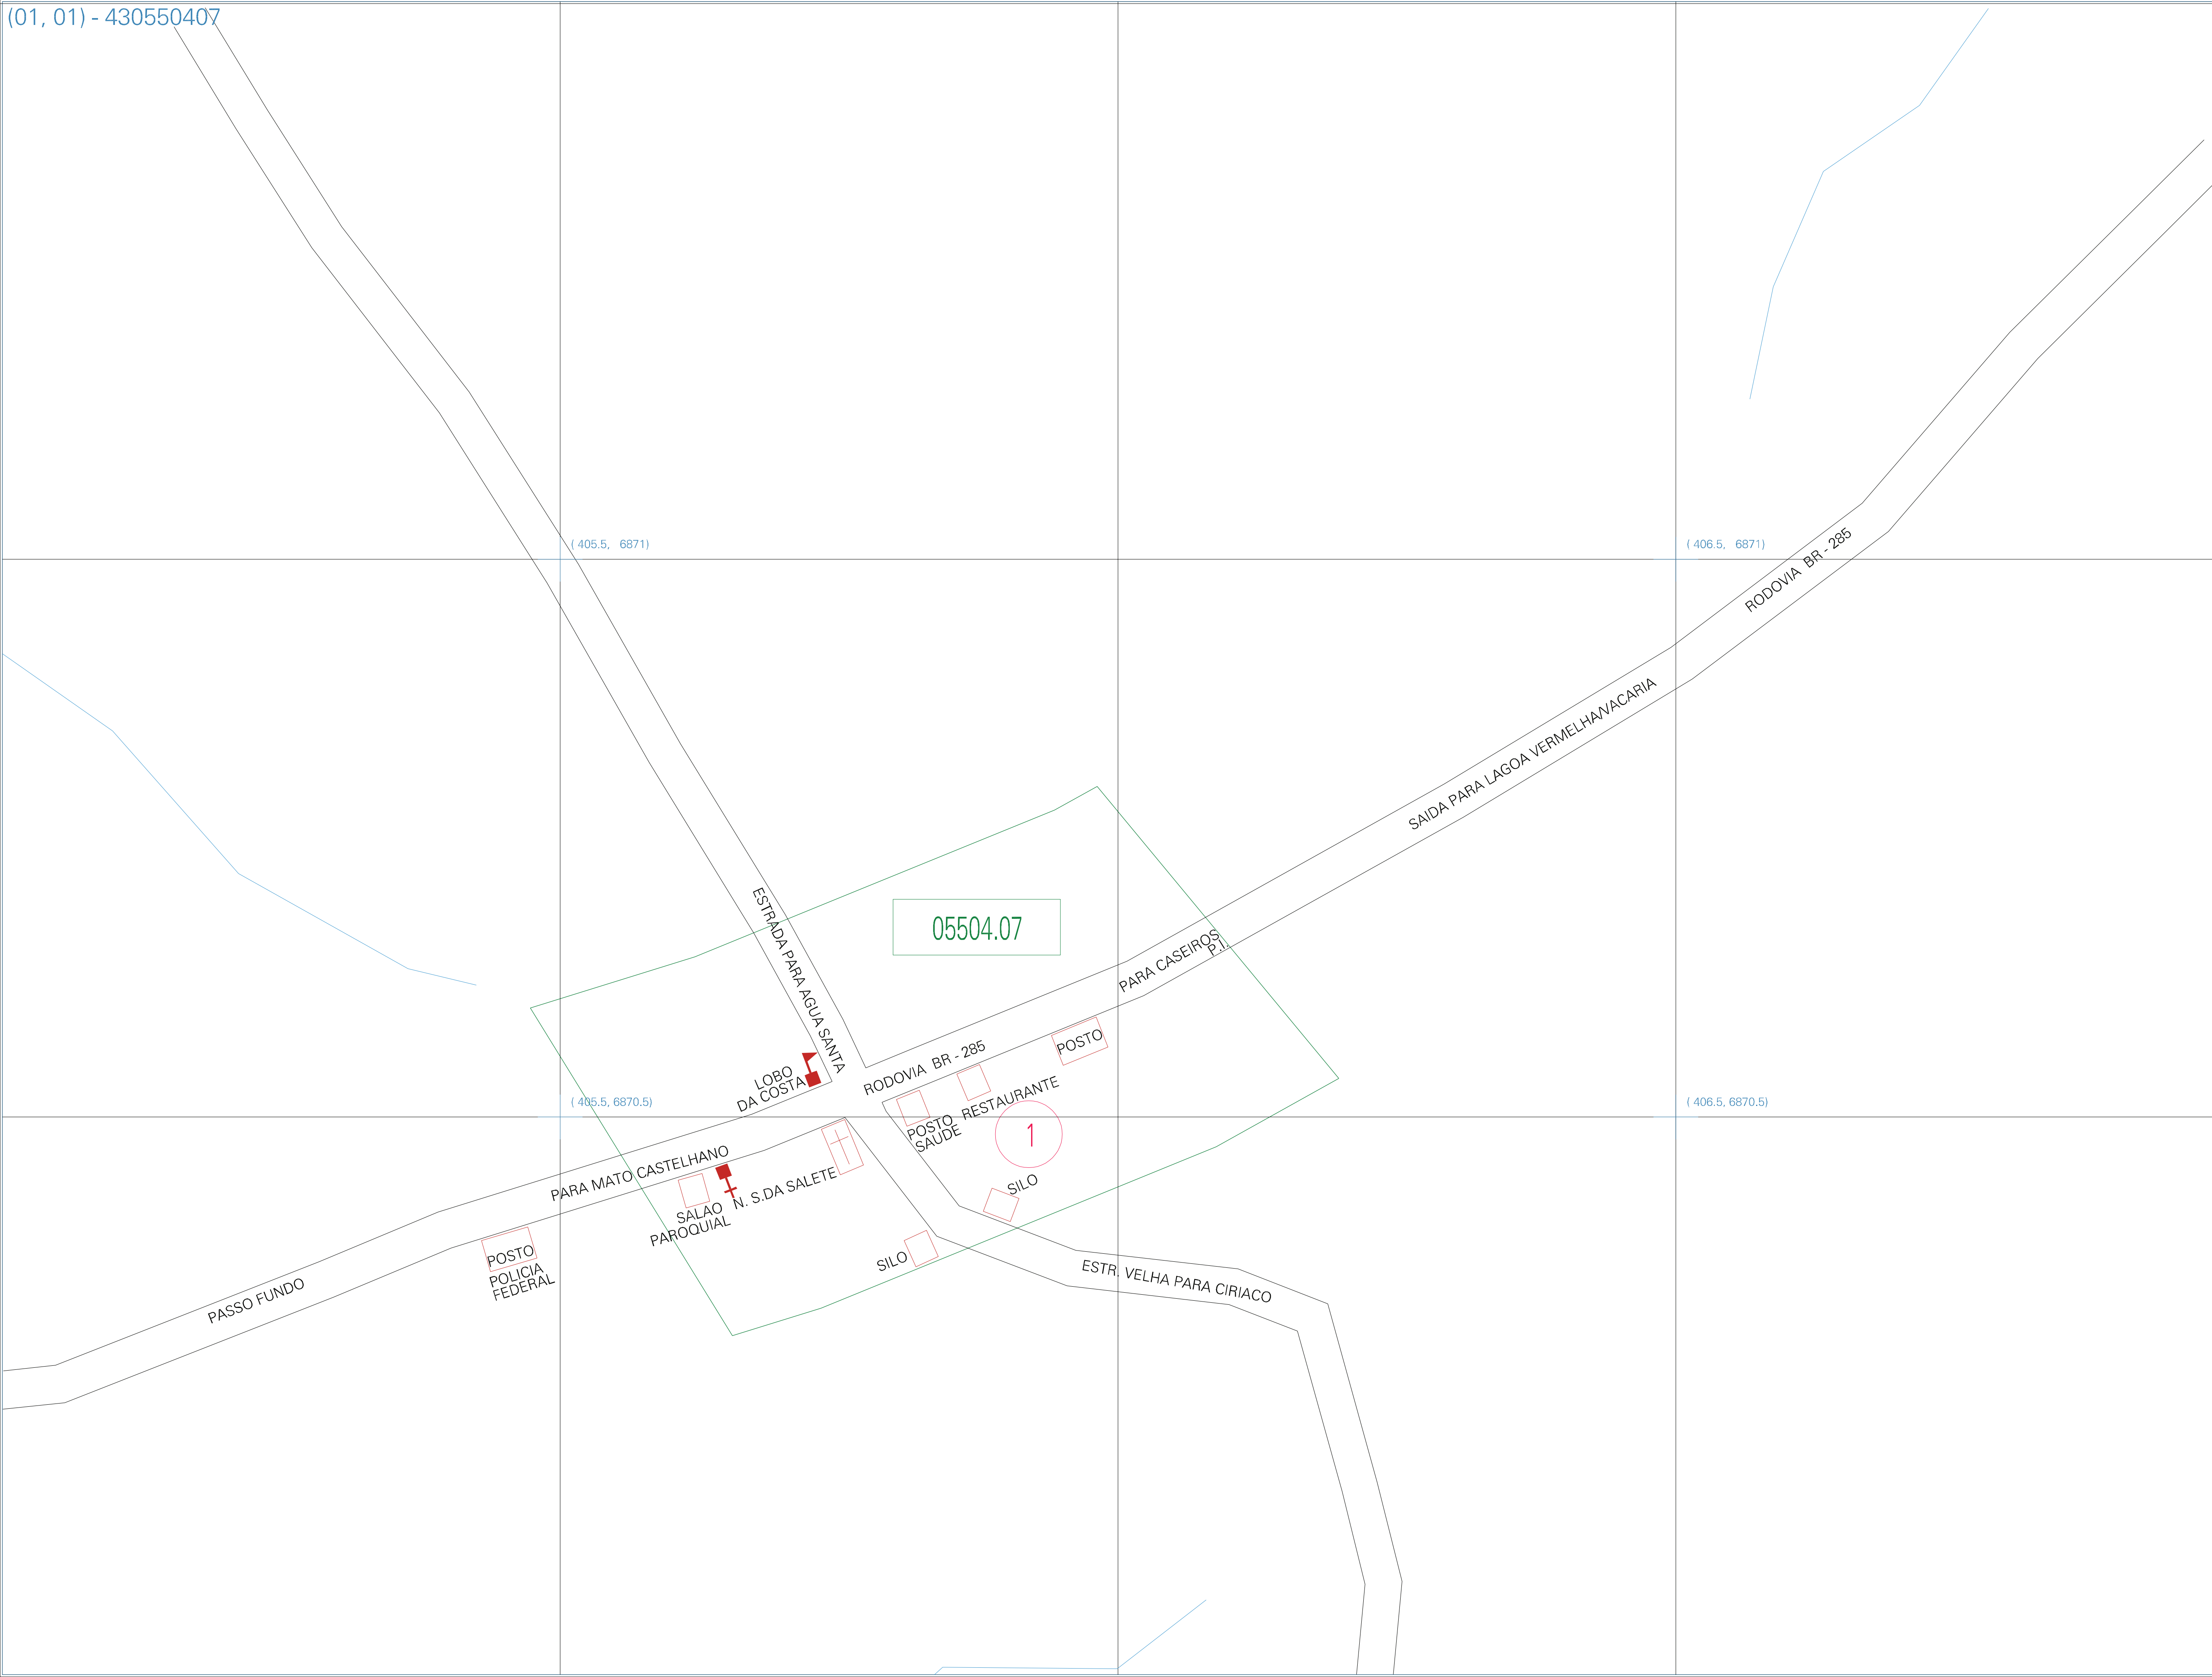 (01, 01) - 430550407
( 405.5, 6871)
( 406.5, 6871)
RODOVIA BR - 285
SAIDA PARA LAGOA VERMELHA/VACARIA
ESTRADA PARA AGUA SANTA
05504.07
PARA CASEIROS
P.I.
POSTO
RODOVIA BR - 285
LOBO
DA COSTA
( 405.5, 6870.5)
( 406.5, 6870.5)
RESTAURANTE
POSTO
SAUDE
1
PARA MATO CASTELHANO
N. S.DA SALETE
SALAO
PAROQUIAL
SILO
SILO
POSTO
POLICIA
FEDERAL
ESTR. VELHA PARA CIRIACO
PASSO FUNDO